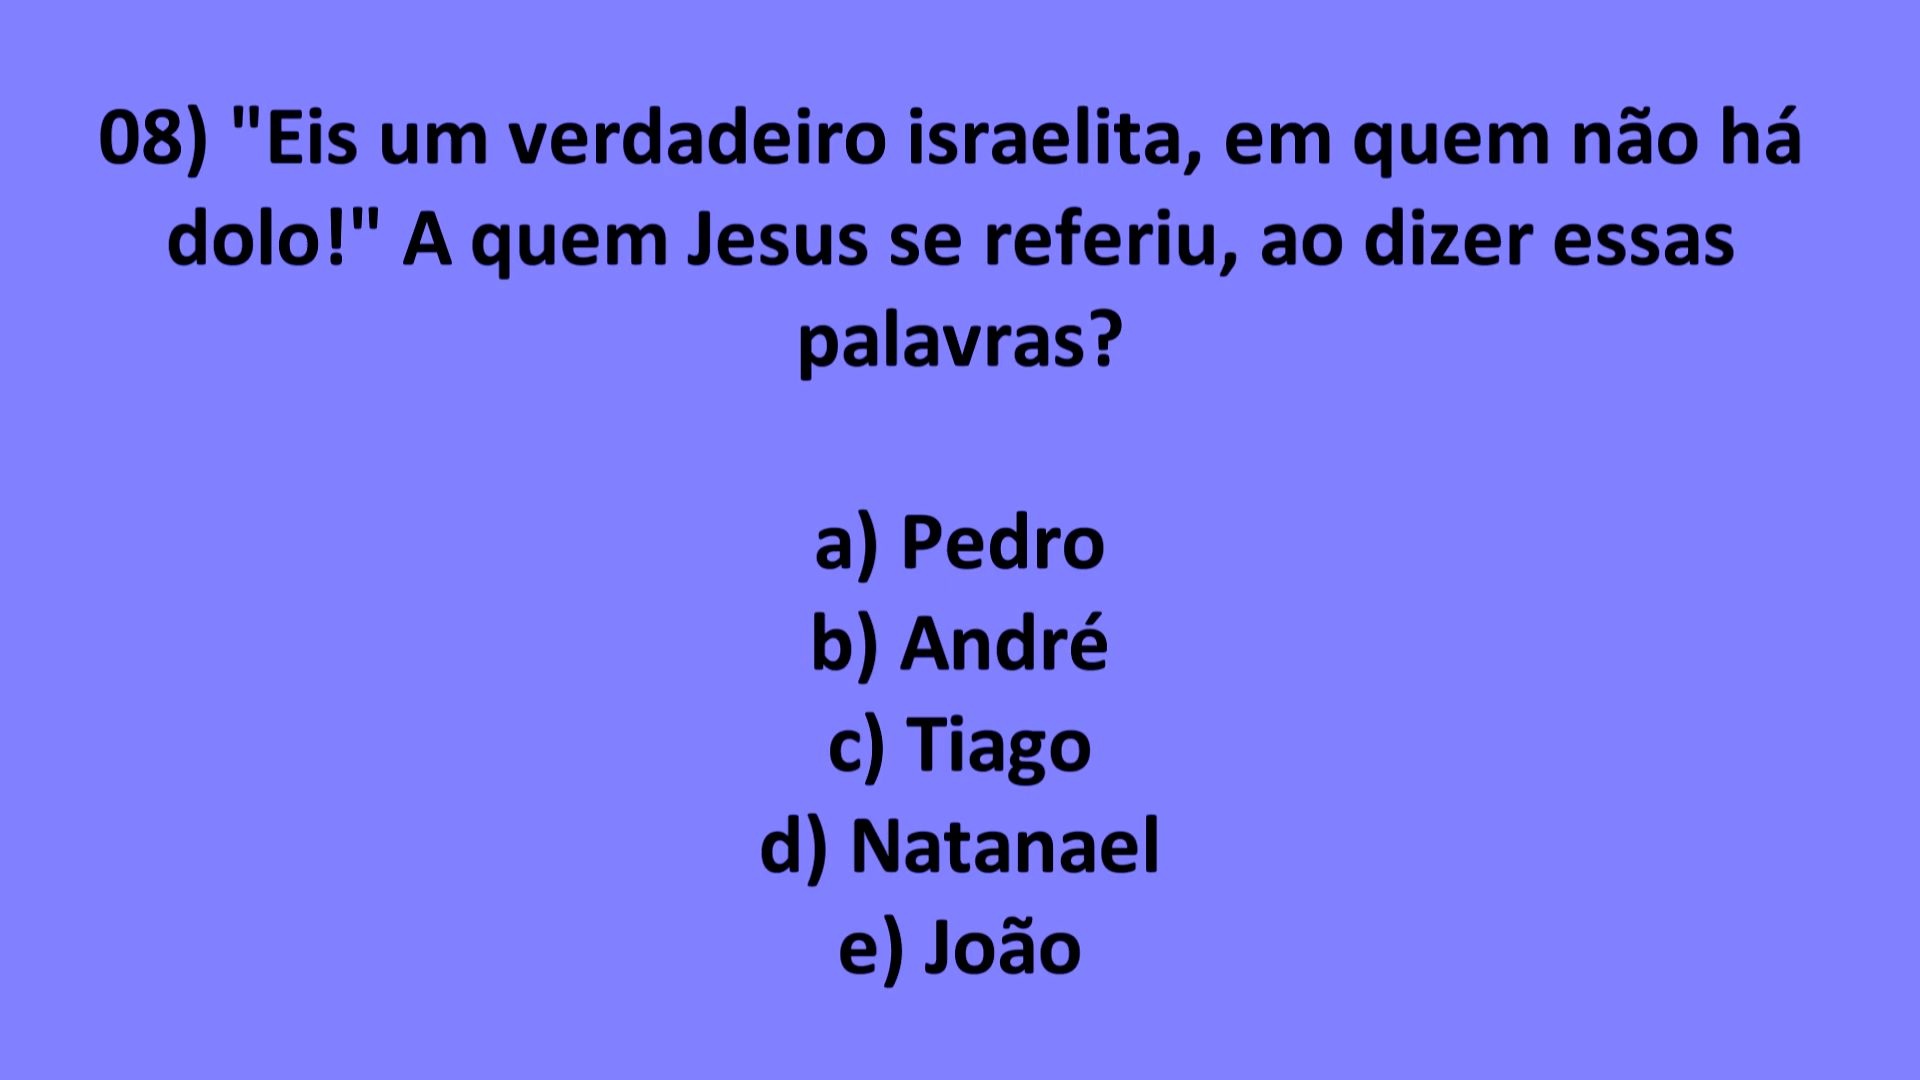 08) "Eis um verdadeiro israelita, em quem não há
dolo!" A quem Jesus se referiu, ao dizer essas
palavras?
a) Pedro
b) André
c) Tiago
d) Natanael
e) João